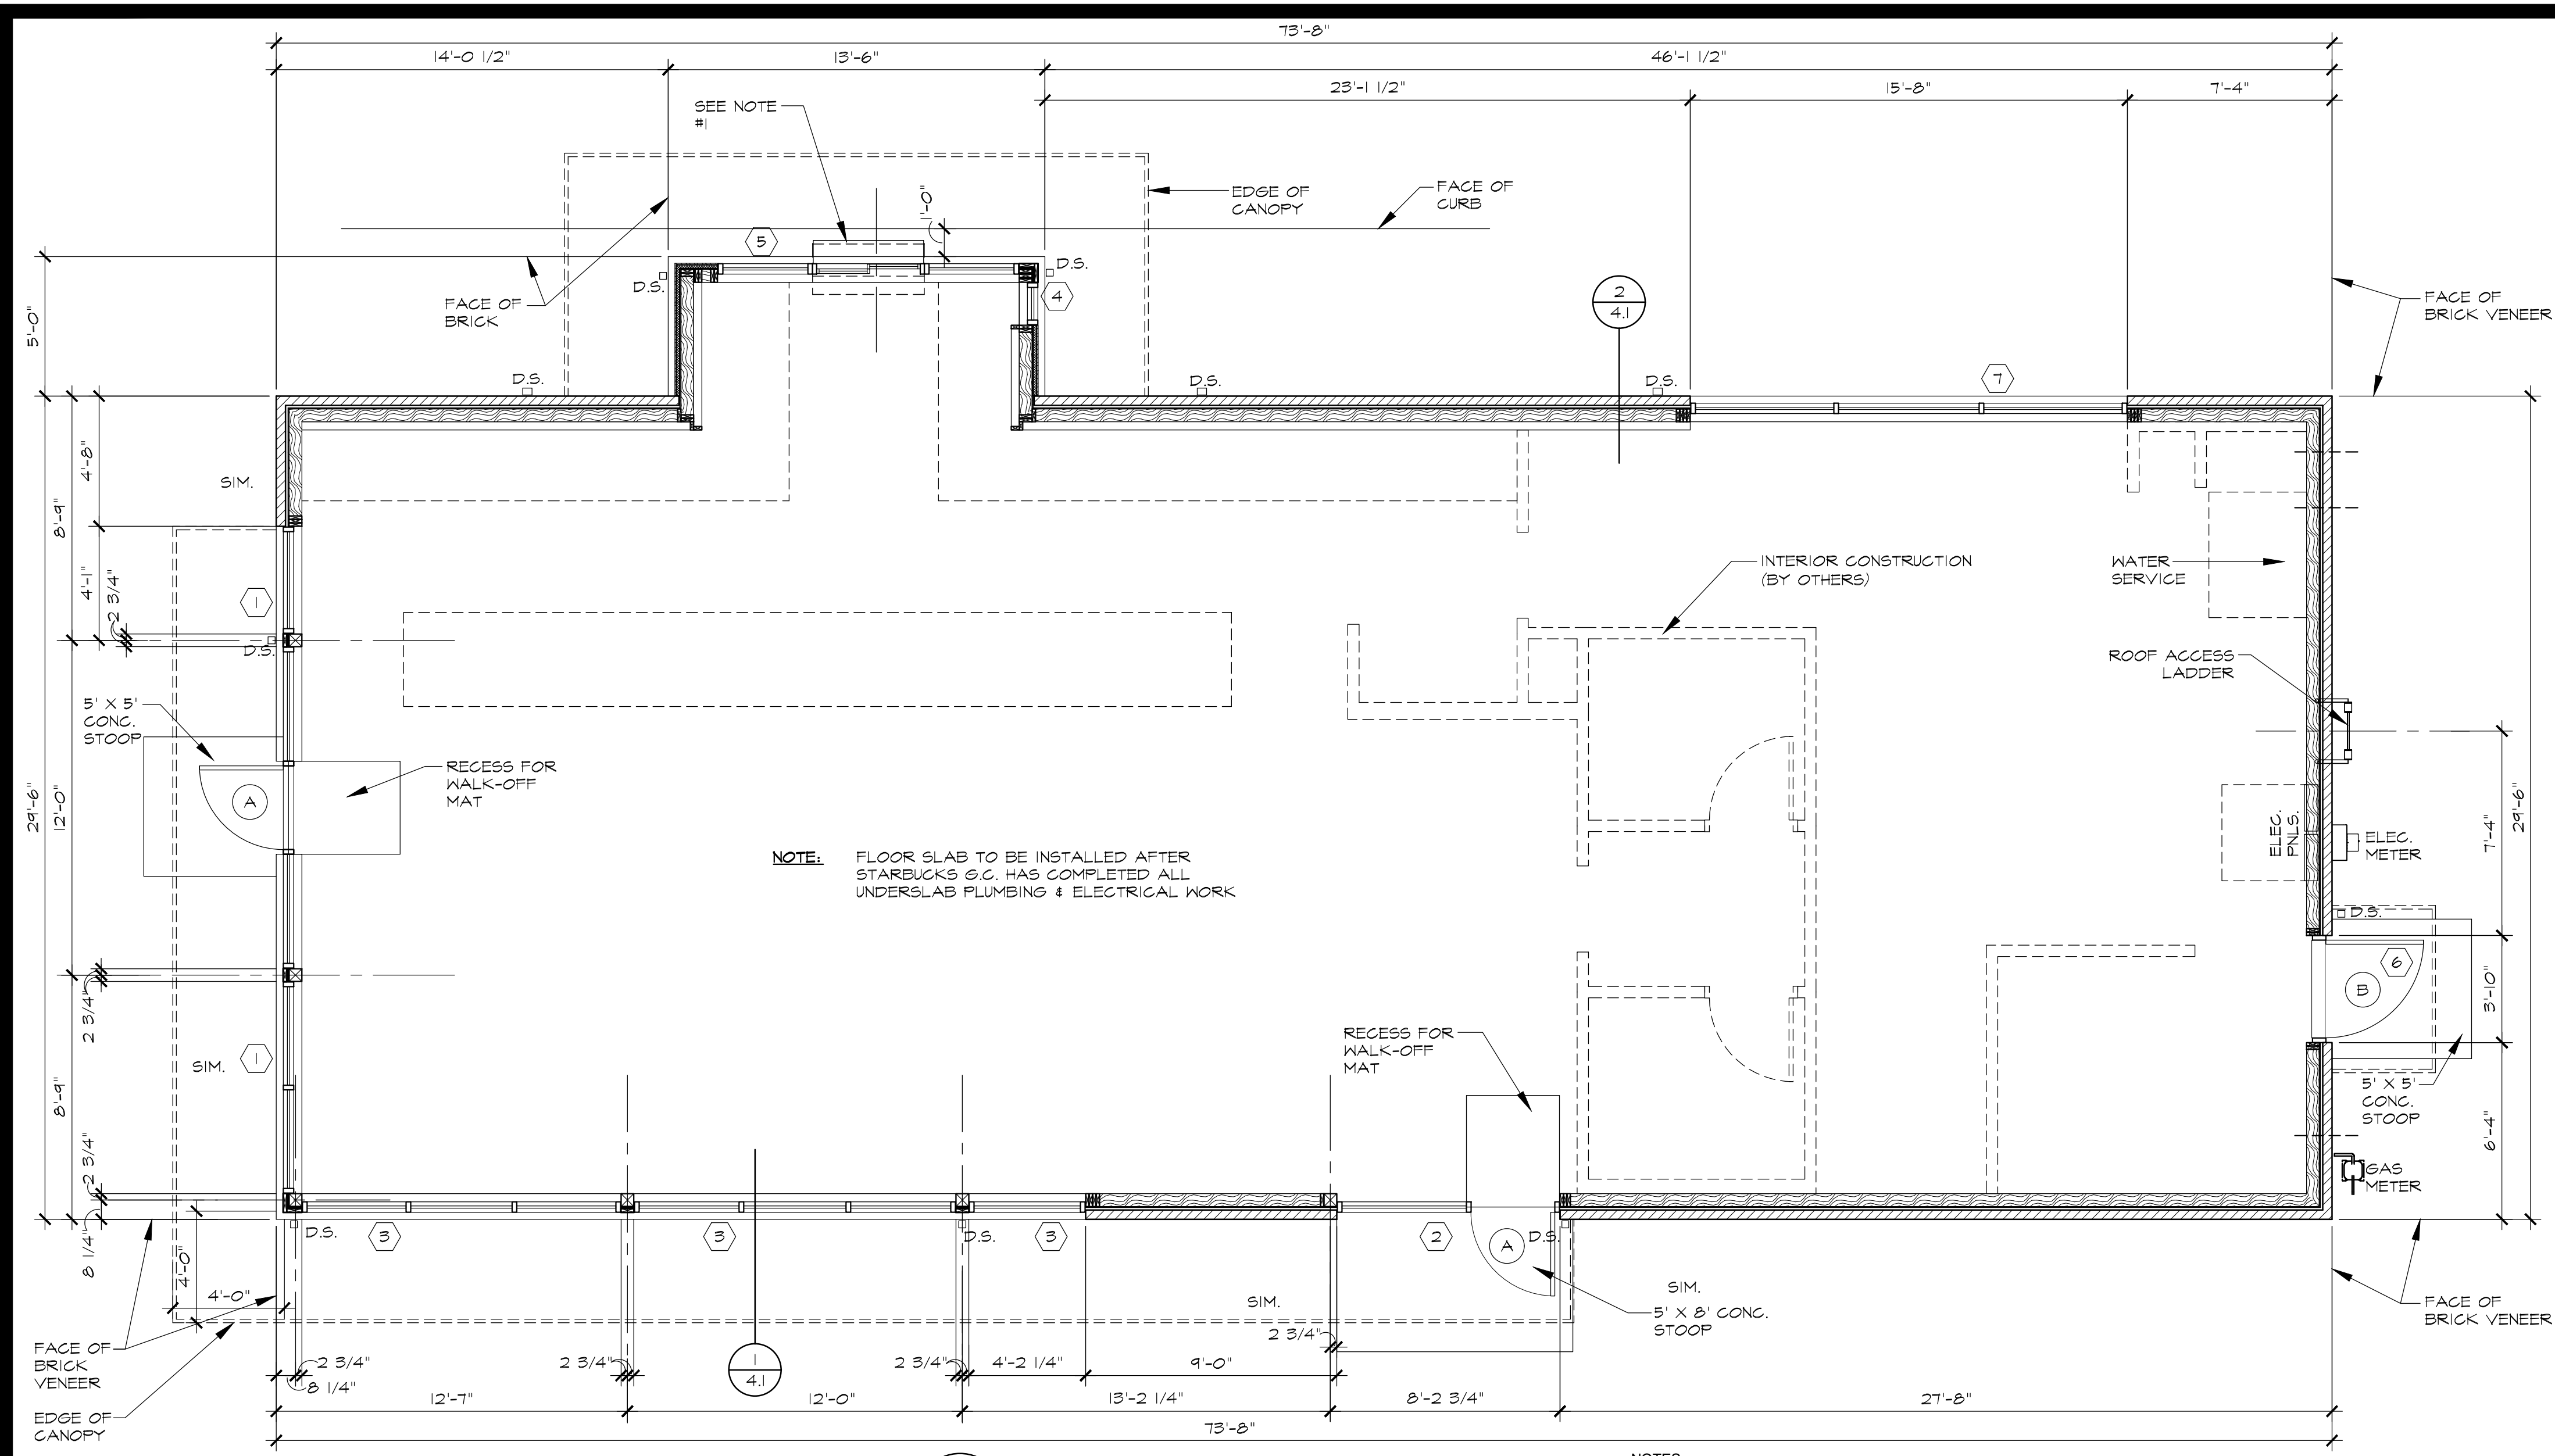 73'-8"
14'-0 1/2"
13'-6"
46'-1 1/2"
23'-1 1/2"
15'-8"
7'-4"
SEE NOTE
#1
EDGE OF
CANOPY
FACE OF
CURB
1'-0"
5
D.S.
D.S.
4
FACE OF
BRICK
2
4.1
FACE OF
BRICK VENEER
5'-0"
D.S.
D.S.
D.S.
7
4'-8"
SIM.
8'-9"
4'-1"
2 3/4"
1
D.S.
INTERIOR CONSTRUCTION
(BY OTHERS)
WATER
SERVICE
ROOF ACCESS
LADDER
5' X 5'
CONC.
STOOP
A
RECESS FOR
WALK-OFF
MAT
29'-6"
12'-0"
NOTE:
FLOOR SLAB TO BE INSTALLED AFTER
STARBUCKS G.C. HAS COMPLETED ALL
UNDERSLAB PLUMBING & ELECTRICAL WORK
ELEC.
PNLS.
ELEC.
METER
7'-4"
29'-6"
D.S.
6
B
3'-10"
2 3/4"
SIM.
1
8'-9"
RECESS FOR
WALK-OFF
MAT
5' X 5'
CONC.
STOOP
6'-4"
GAS
METER
2 3/4"
8 1/4"
4'-0"
4'-0"
D.S.
3
3
D.S.
3
2
A
D.S.
SIM.
SIM.
5' X 8' CONC.
STOOP
FACE OF
BRICK VENEER
FACE OF
BRICK
VENEER
EDGE OF
CANOPY
2 3/4"
8 1/4"
2 3/4"
1
4.1
2 3/4"
4'-2 1/4"
9'-0"
2 3/4"
12'-7"
12'-0"
13'-2 1/4"
8'-2 3/4"
27'-8"
73'-8"